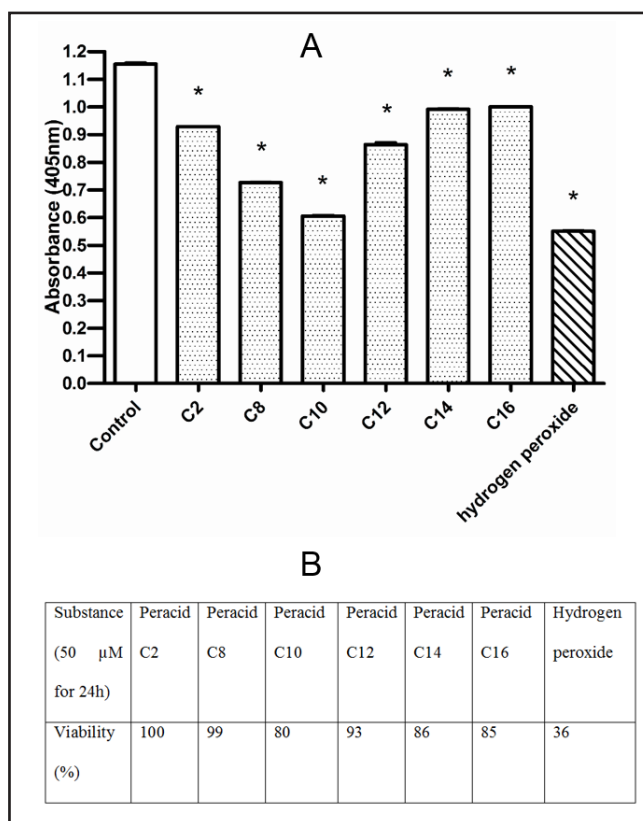 A
1.2
1.1
1.0
0.9
0.8
0.7
0.6
0.5
0.4
0.3
0.2
0.1
0.0
Absorbance (405nm)
* * * * * * *
Control C2 C8 C10 C12 C14 C16 hydrogen peroxide
B
Substance Peracid Peracid Peracid Peracid Peracid Peracid Hydrogen
(50 µM C2 C8 C10 C12 C14 C16 peroxide
for 24h)
Viability 100 99 80 93 86 85 36
(%)